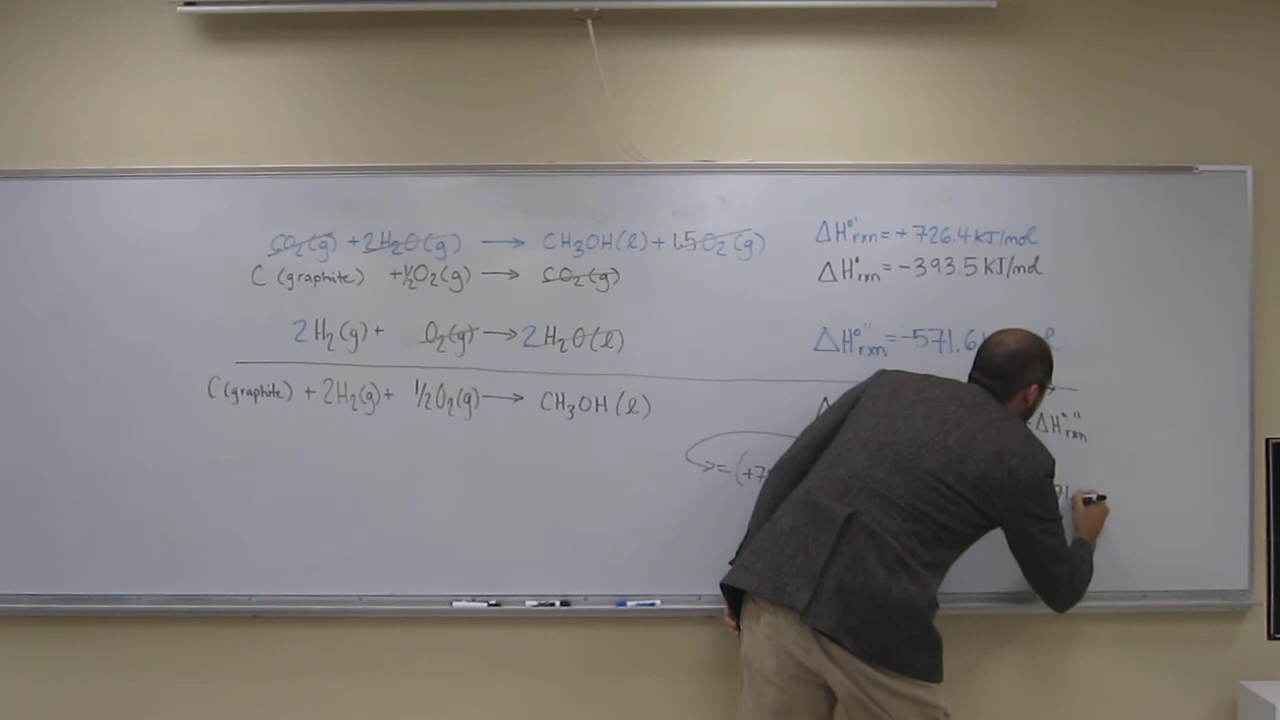 CO₂(g) + 2H₂O(g) → CH₃OH(l) + 1.5O₂(g) ΔH°'rxn = +726.4 KJ/mol
C (graphite) + ½O₂(g) → CO₂(g) ΔH°rxn = -393.5 KJ/mol
2H₂(g) + O₂(g) → 2H₂O(l) ΔH°''rxn = -571.6
C(graphite) + 2H₂(g) + ½O₂(g) → CH₃OH(l) Δ ΔH°''rxn
= (+7